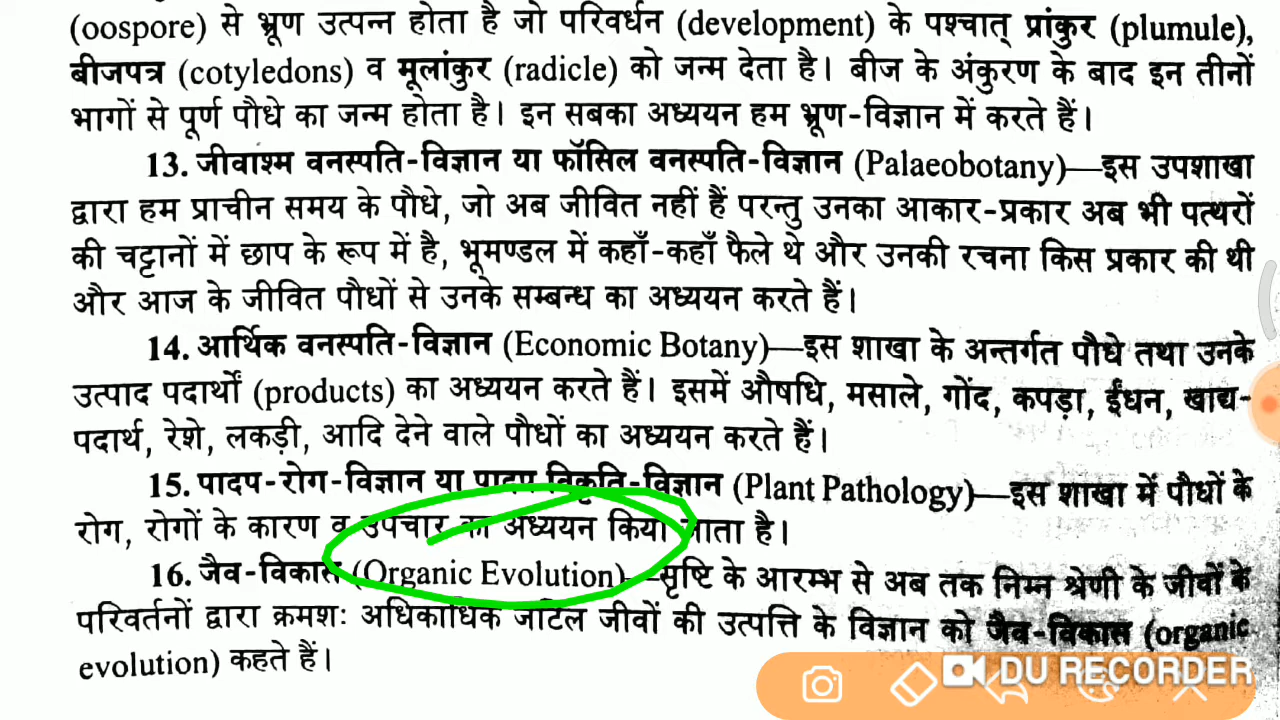 (oospore) से भ्रूण उत्पन्न होता है जो परिवर्धन (development) के पश्चात् प्रांकुर (plumule),
बीजपत्र (cotyledons) व मूलांकुर (radicle) को जन्म देता है। बीज के अंकुरण के बाद इन तीनों
भागों से पूर्ण पौधे का जन्म होता है। इन सबका अध्ययन हम भ्रूण-विज्ञान में करते हैं।
13. जीवाश्म वनस्पति-विज्ञान या फॉसिल वनस्पति-विज्ञान (Palaeobotany)—इस उपशाखा
द्वारा हम प्राचीन समय के पौधे, जो अब जीवित नहीं हैं परन्तु उनका आकार-प्रकार अब भी पत्थरों
की चट्टानों में छाप के रूप में है, भूमण्डल में कहाँ-कहाँ फैले थे और उनकी रचना किस प्रकार की थी
और आज के जीवित पौधों से उनके सम्बन्ध का अध्ययन करते हैं।
14. आर्थिक वनस्पति-विज्ञान (Economic Botany)—इस शाखा के अन्तर्गत पौधे तथा उनके
उत्पाद पदार्थों (products) का अध्ययन करते हैं। इसमें औषधि, मसाले, गोंद, कपड़ा, ईंधन, खाद्य-
पदार्थ, रेशे, लकड़ी, आदि देने वाले पौधों का अध्ययन करते हैं।
15. पादप-रोग-विज्ञान या पादप विकृति-विज्ञान (Plant Pathology)—इस शाखा में पौधों के
रोग, रोगों के कारण व उपचार का अध्ययन किया जाता है।
16. जैव-विकास (Organic Evolution)—सृष्टि के आरम्भ से अब तक निम्न श्रेणी के जीवों के
परिवर्तनों द्वारा क्रमशः अधिकाधिक जटिल जीवों की उत्पत्ति के विज्ञान को जैव-विकास (organic
evolution) कहते हैं।
DU RECORDER